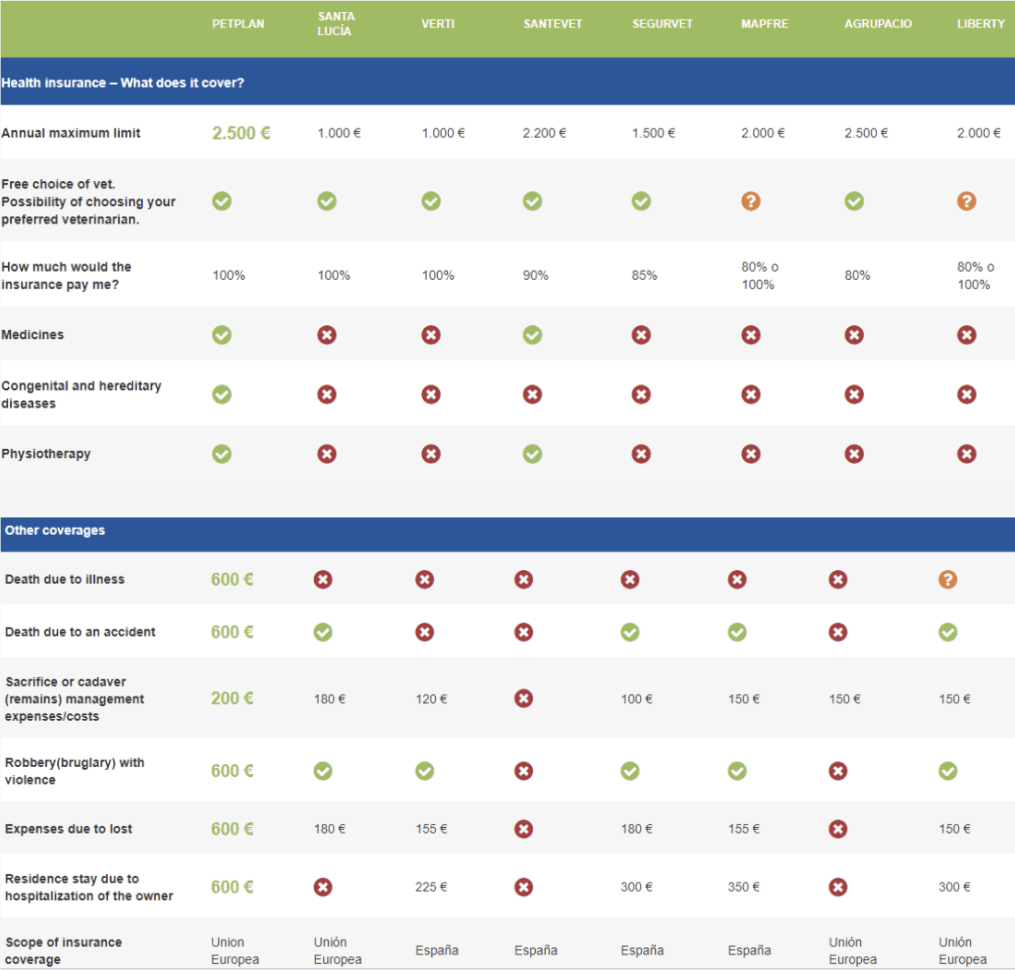 PETPLAN SANTA LUCÍA VERTI SANTEVET SEGURVET MAPFRE AGRUPACIO LIBERTY
Health insurance – What does it cover?
Annual maximum limit 2.500 € 1.000 € 1.000 € 2.200 € 1.500 € 2.000 € 2.500 € 2.000 €
Free choice of vet.
Possibility of choosing your
preferred veterinarian.
How much would the
insurance pay me?
100% 100% 100% 90% 85% 80% o 100% 80% 80% o 100%
Medicines
Congenital and hereditary
diseases
Physiotherapy
Other coverages
Death due to illness 600 €
Death due to an accident 600 €
Sacrifice or cadaver
(remains) management
expenses/costs
200 € 180 € 120 € 100 € 150 € 150 € 150 €
Robbery(bruglary) with
violence
600 €
Expenses due to lost 600 € 180 € 155 € 180 € 155 € 150 €
Residence stay due to
hospitalization of the owner
600 € 225 € 300 € 350 € 300 €
Scope of insurance
coverage
Union Europea Unión Europea España España España España Unión Europea Unión Europea